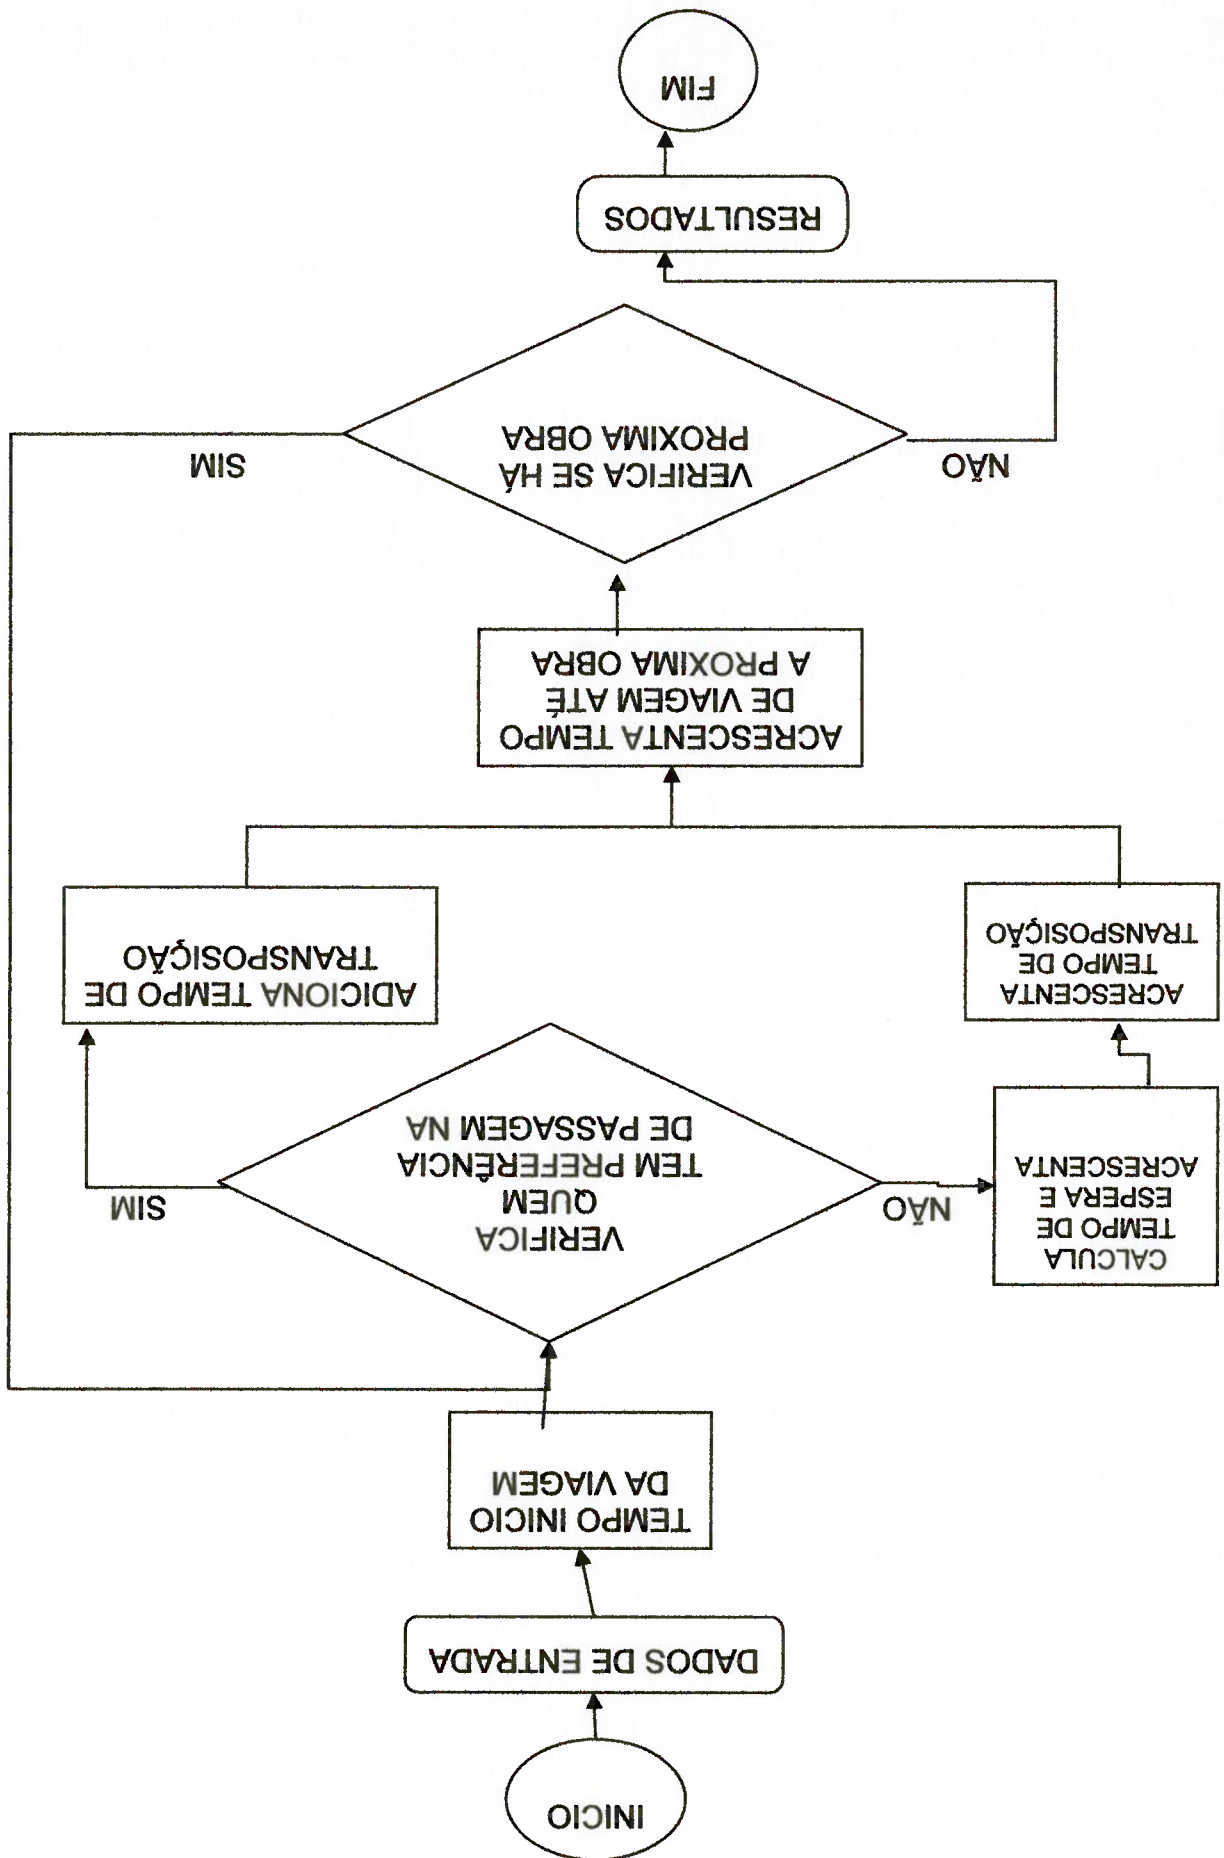 INICIO
DADOS DE ENTRADA
TEMPO INICIO
DA VIAGEM
VERIFICA
QUEM
TEM PREFERÊNCIA
DE PASSAGEM NA
NÃO
SIM
CALCULA
TEMPO DE
ESPERA E
ACRESCENTA
ACRESCENTA
TEMPO DE
TRANSPOSIÇÃO
ADICIONA TEMPO DE
TRANSPOSIÇÃO
ACRESCENTA TEMPO
DE VIAGEM ATÉ
A PROXIMA OBRA
VERIFICA SE HÁ
PROXIMA OBRA
NÃO
SIM
RESULTADOS
FIM